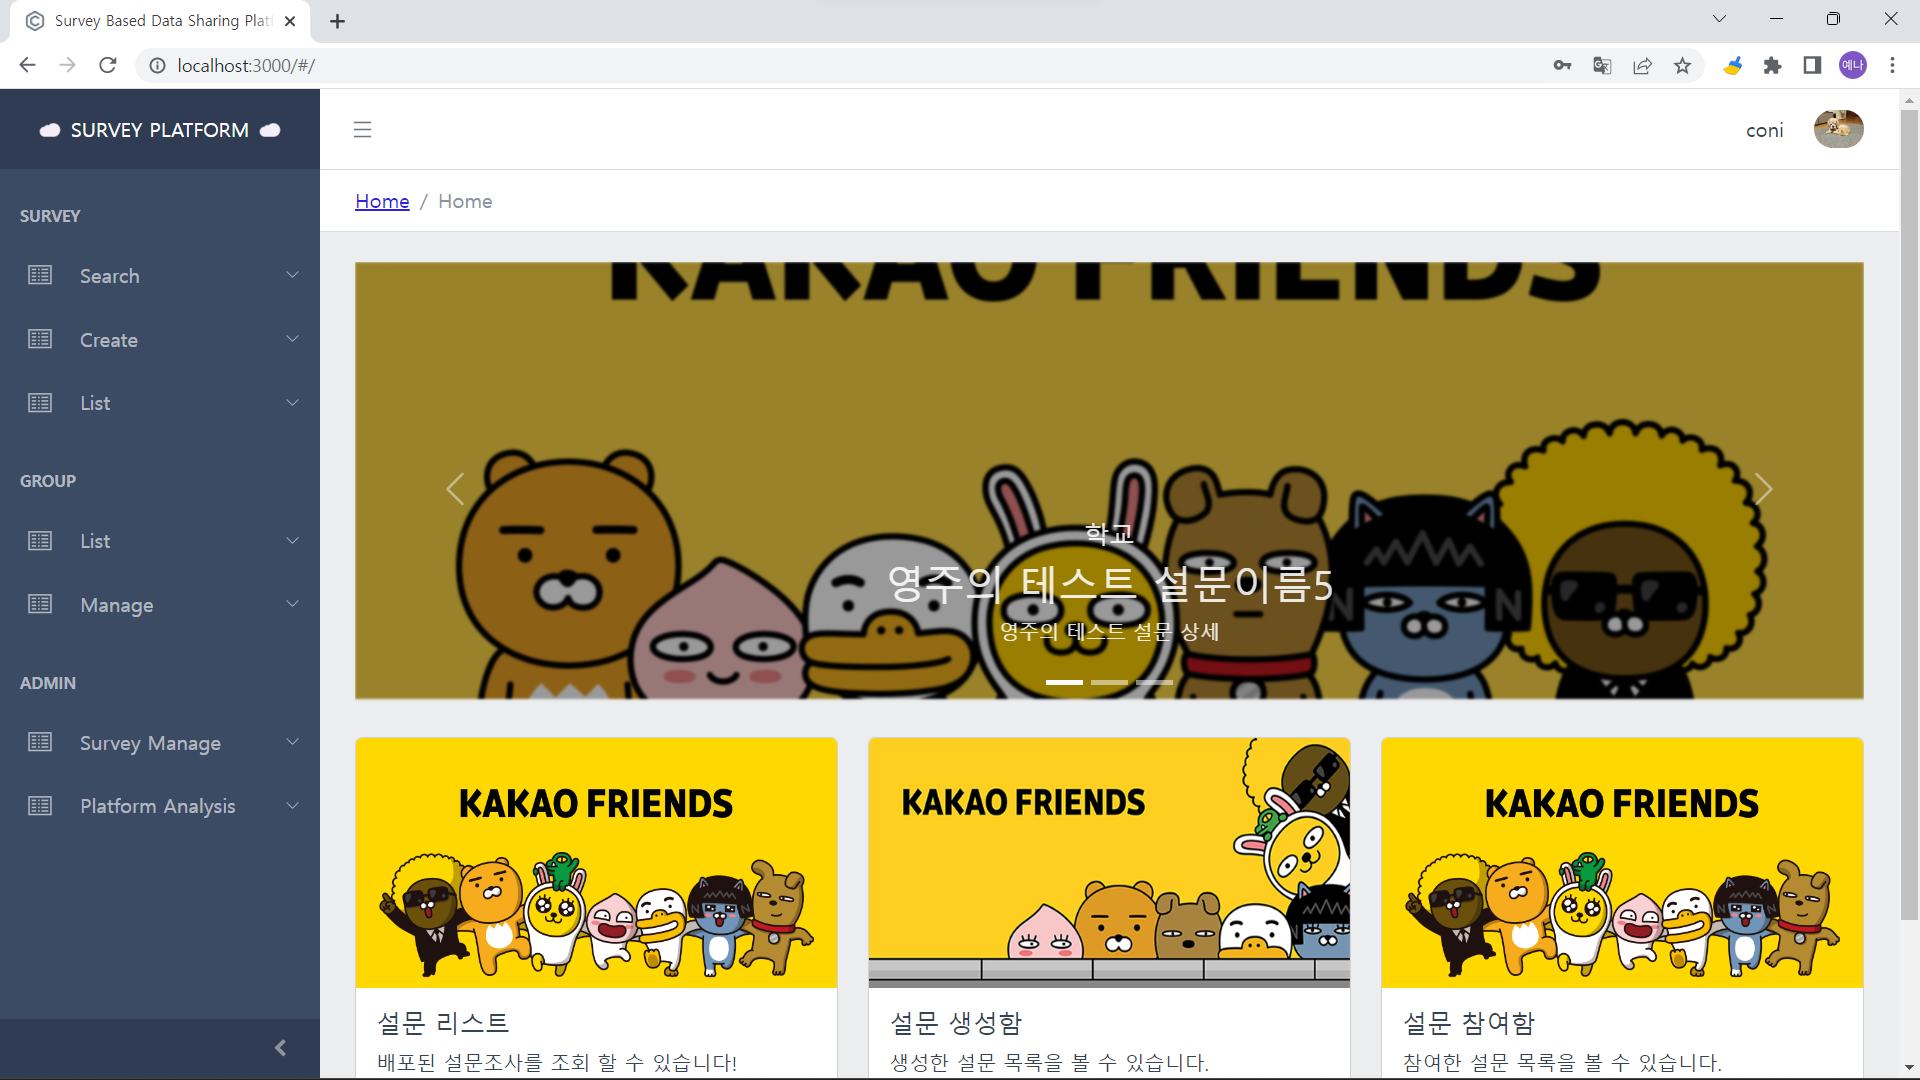 Survey Based Data Sharing Plat
localhost:3000/#/
예나
SURVEY PLATFORM
coni
Home / Home
SURVEY
Search
Create
List
GROUP
List
Manage
ADMIN
Survey Manage
Platform Analysis
KAKAO FRIENDS
학교
영주의 테스트 설문이름5
영주의 테스트 설문 상세
KAKAO FRIENDS
설문 리스트
배포된 설문조사를 조회 할 수 있습니다!
KAKAO FRIENDS
설문 생성함
생성한 설문 목록을 볼 수 있습니다.
KAKAO FRIENDS
설문 참여함
참여한 설문 목록을 볼 수 있습니다.